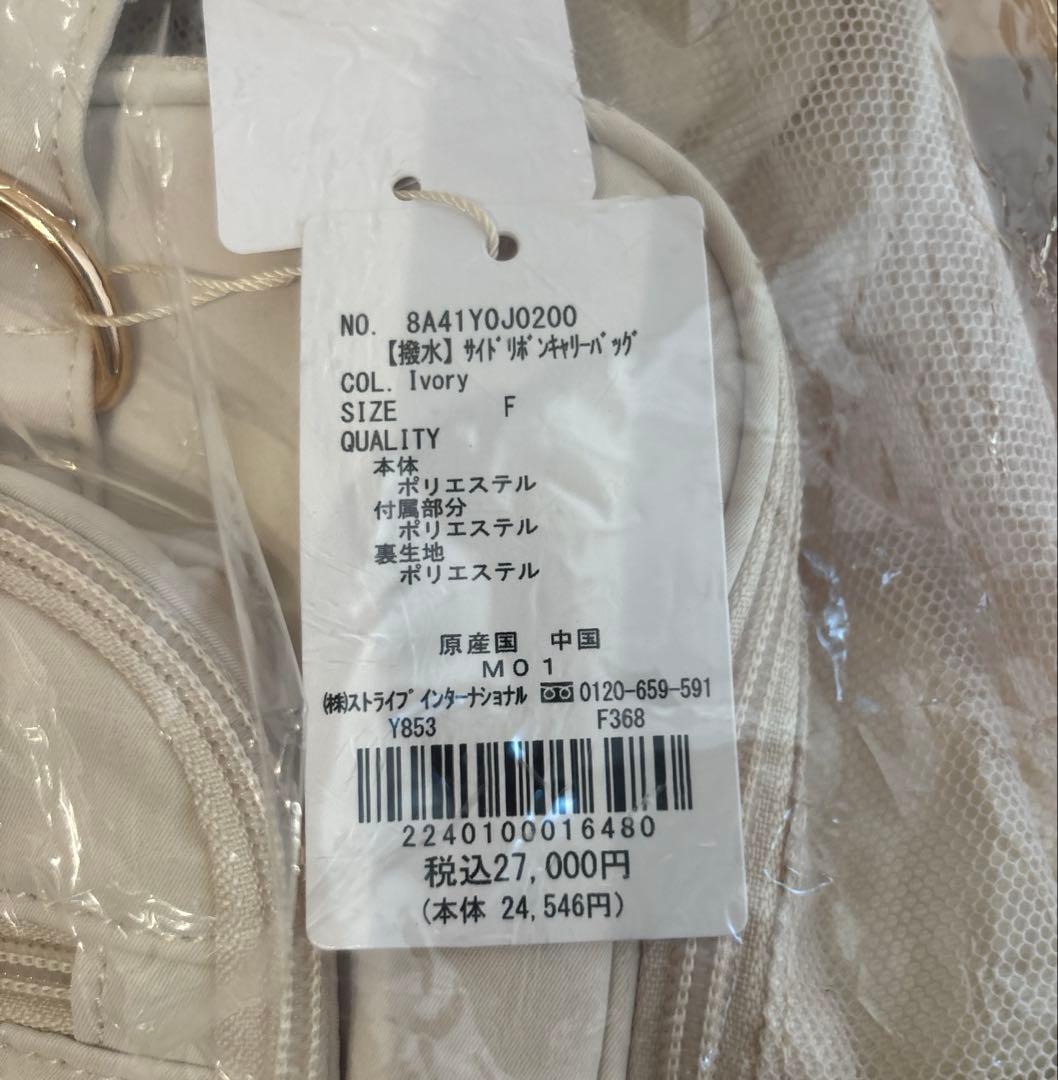 NO. 8A41Y0J0200
【撥水】ｻｲﾄﾞﾘﾎﾞﾝｷｬﾘｰﾊﾞｯｸﾞ
COL. Ivory
SIZE F
QUALITY
本体
ポリエステル
付属部分
ポリエステル
裏生地
ポリエステル
原産国 中国
M01
㈱ｽﾄﾗｲﾌﾟｲﾝﾀｰﾅｼｮﾅﾙ 0120-659-591
Y853 F368
2240100016480
税込27,000円
(本体 24,546円)